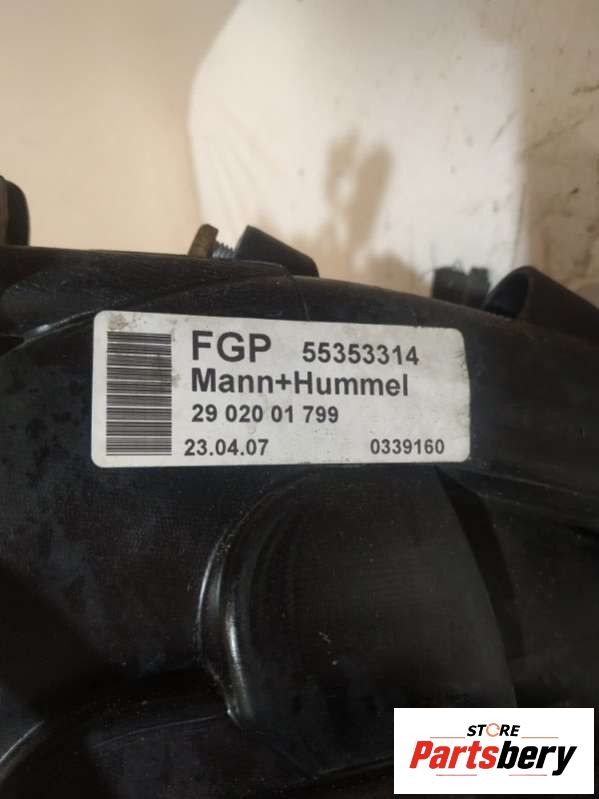 FGP 55353314
Mann+Hummel
29 020 01 799
23.04.07 0339160
STORE
Partsbery